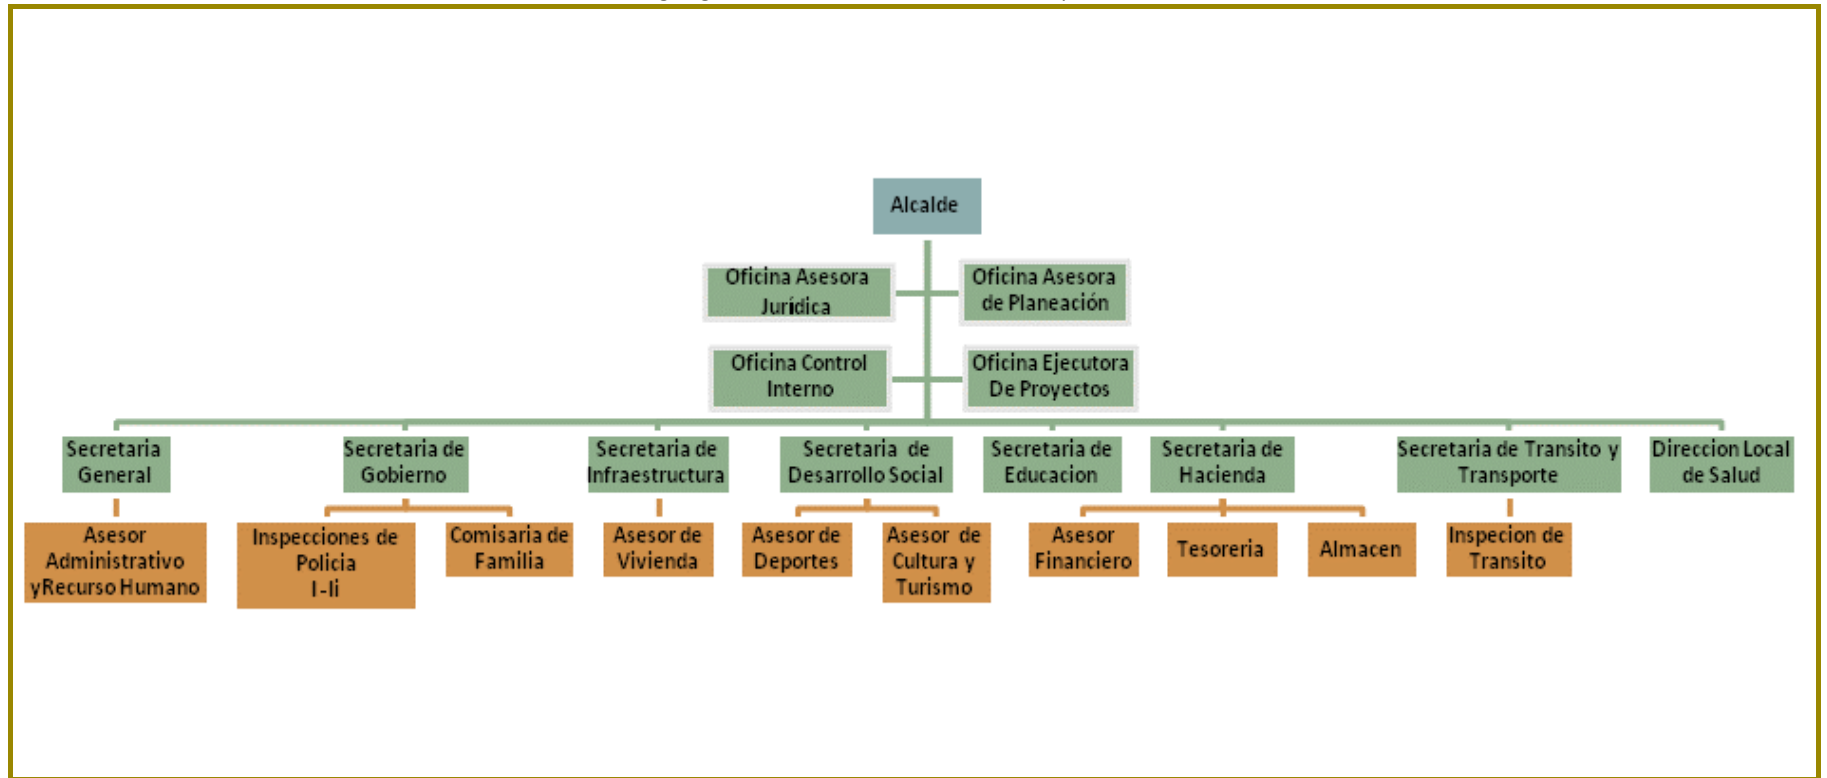 Alcalde
Oficina Asesora
Jurídica
Oficina Asesora
de Planeación
Oficina Control
Interno
Oficina Ejecutora
De Proyectos
Secretaria
General
Secretaria de
Gobierno
Secretaria de
Infraestructura
Secretaria de
Desarrollo Social
Secretaria de
Educacion
Secretaria de
Hacienda
Secretaria de Transito y
Transporte
Direccion Local
de Salud
Asesor
Administrativo
yRecurso Humano
Inspecciones de
Policia
I -Ii
Comisaria de
Familia
Asesor de
Vivienda
Asesor de
Deportes
Asesor de
Cultura y
Turismo
Asesor
Financiero
Tesoreria
Almacen
Inspecion de
Transito